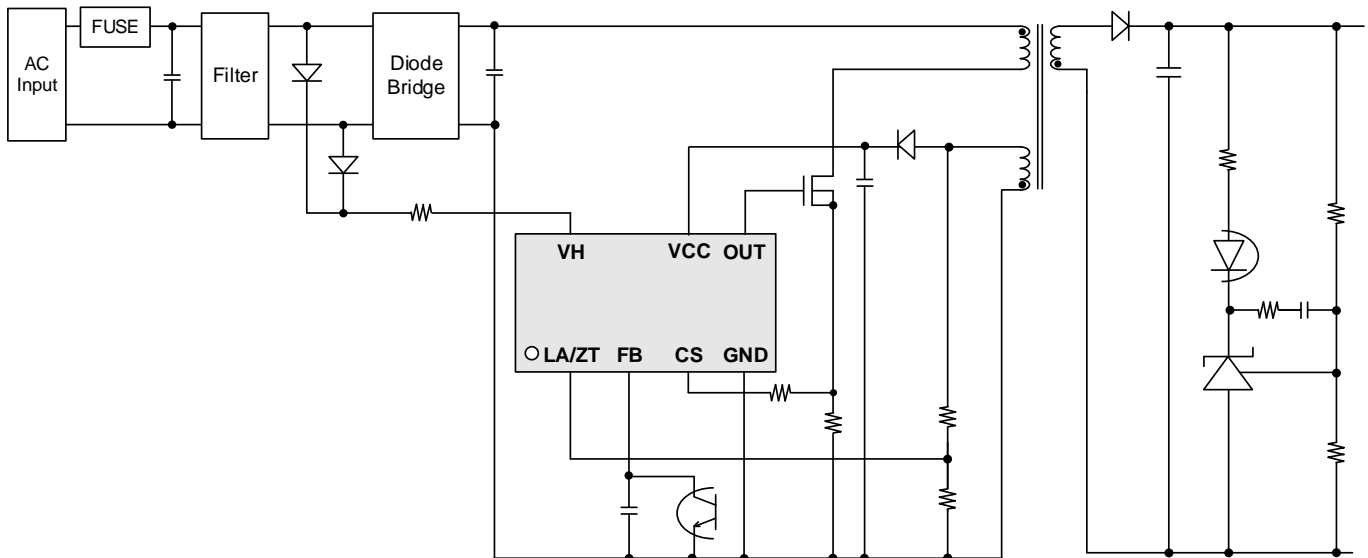 FUSE
AC
Input
Filter
Diode
Bridge
VH VCC OUT
LA/ZT FB CS GND